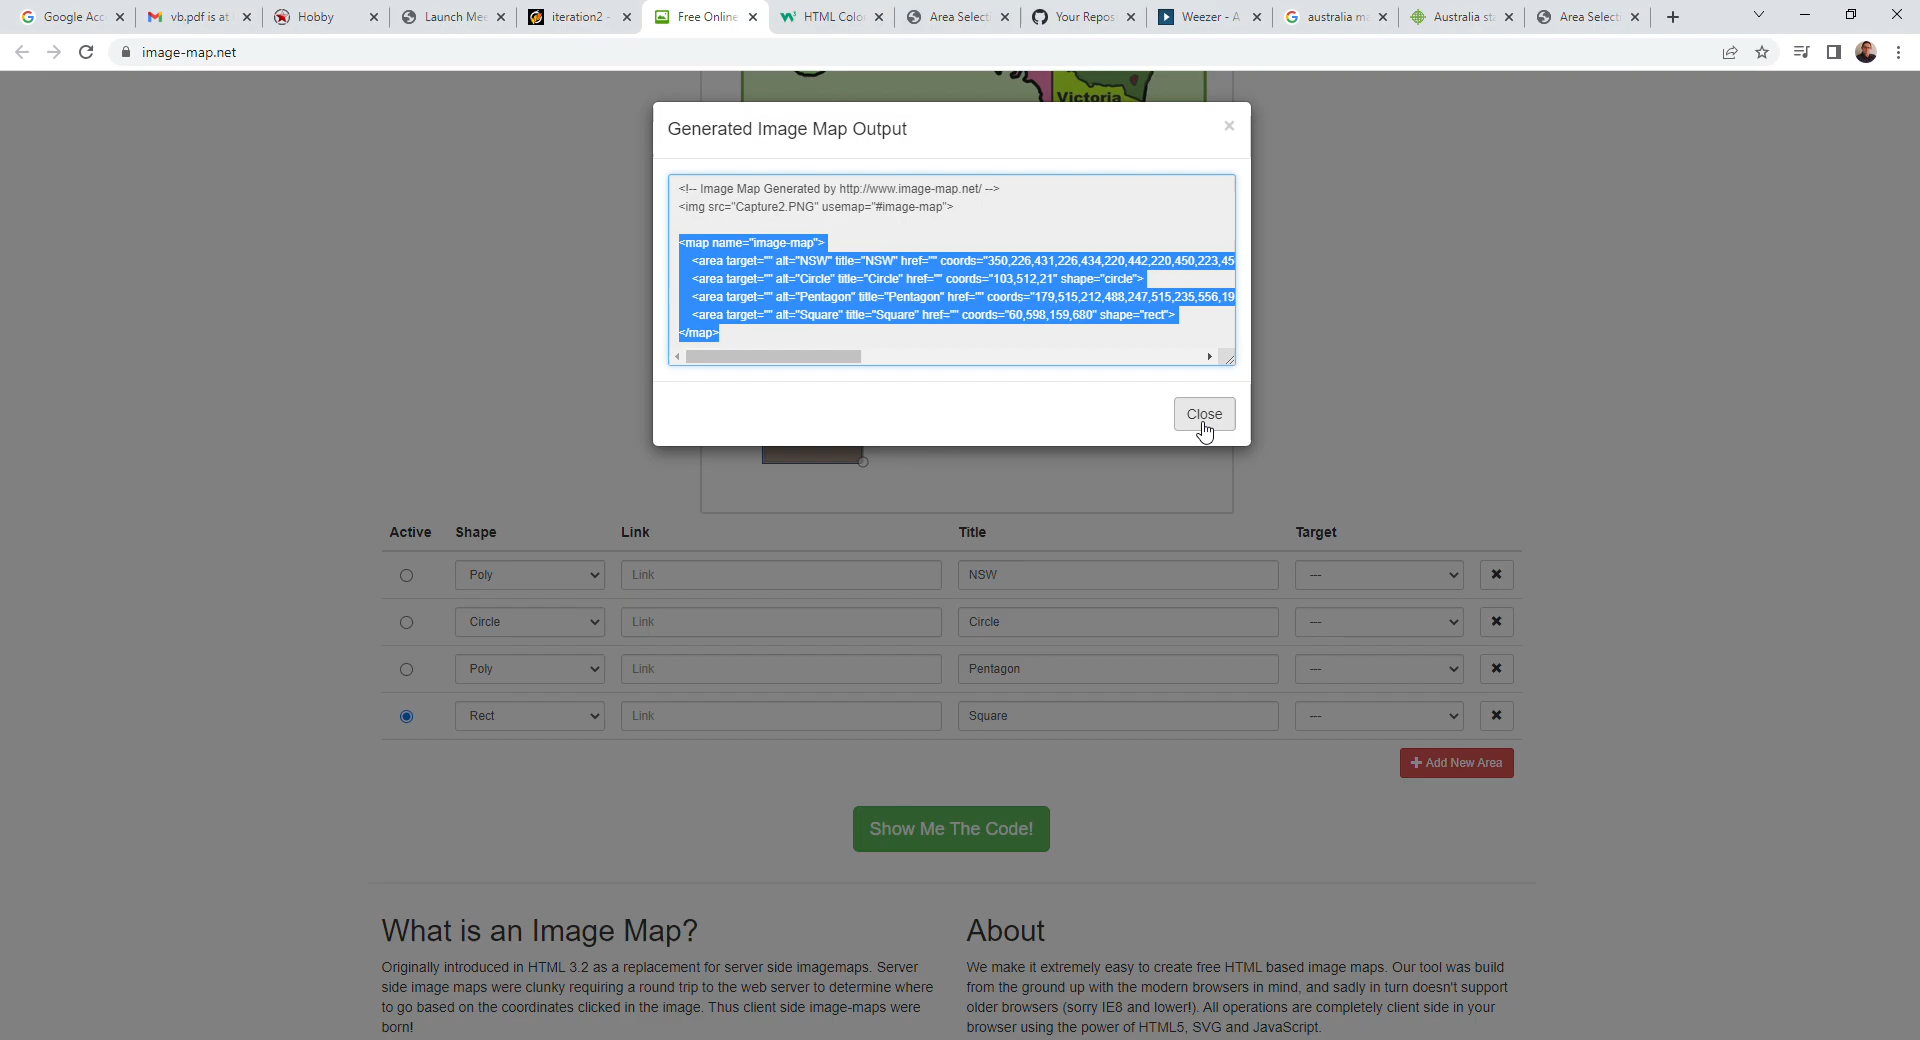 Google Acc
vb.pdf is at
Hobby
Launch Mee
iteration2 -
Free Online
HTML Color
Area Selecti
Your Repos
Weezer - A
australia ma
Australia sta
Area Selecti
image-map.net
Victoria
Generated Image Map Output
×
<!-- Image Map Generated by http://www.image-map.net/ -->
<img src="Capture2.PNG" usemap="#image-map">
<map name="image-map">
<area target="" alt="NSW" title="NSW" href="" coords="350,226,431,226,434,220,442,220,450,223,45
<area target="" alt="Circle" title="Circle" href="" coords="103,512,21" shape="circle">
<area target="" alt="Pentagon" title="Pentagon" href="" coords="179,515,212,488,247,515,235,556,19
<area target="" alt="Square" title="Square" href="" coords="60,598,159,680" shape="rect">
</map>
Close
Active Shape Link Title Target
Poly Link NSW ---
Circle Link Circle ---
Poly Link Pentagon ---
Rect Link Square ---
Add New Area
Show Me The Code!
What is an Image Map?
Originally introduced in HTML 3.2 as a replacement for server side imagemaps. Server
side image maps were clunky requiring a round trip to the web server to determine where
to go based on the coordinates clicked in the image. Thus client side image-maps were
born!
About
We make it extremely easy to create free HTML based image maps. Our tool was build
from the ground up with the modern browsers in mind, and sadly in turn doesn't support
older browsers (sorry IE8 and lower!). All operations are completely client side in your
browser using the power of HTML5, SVG and JavaScript.